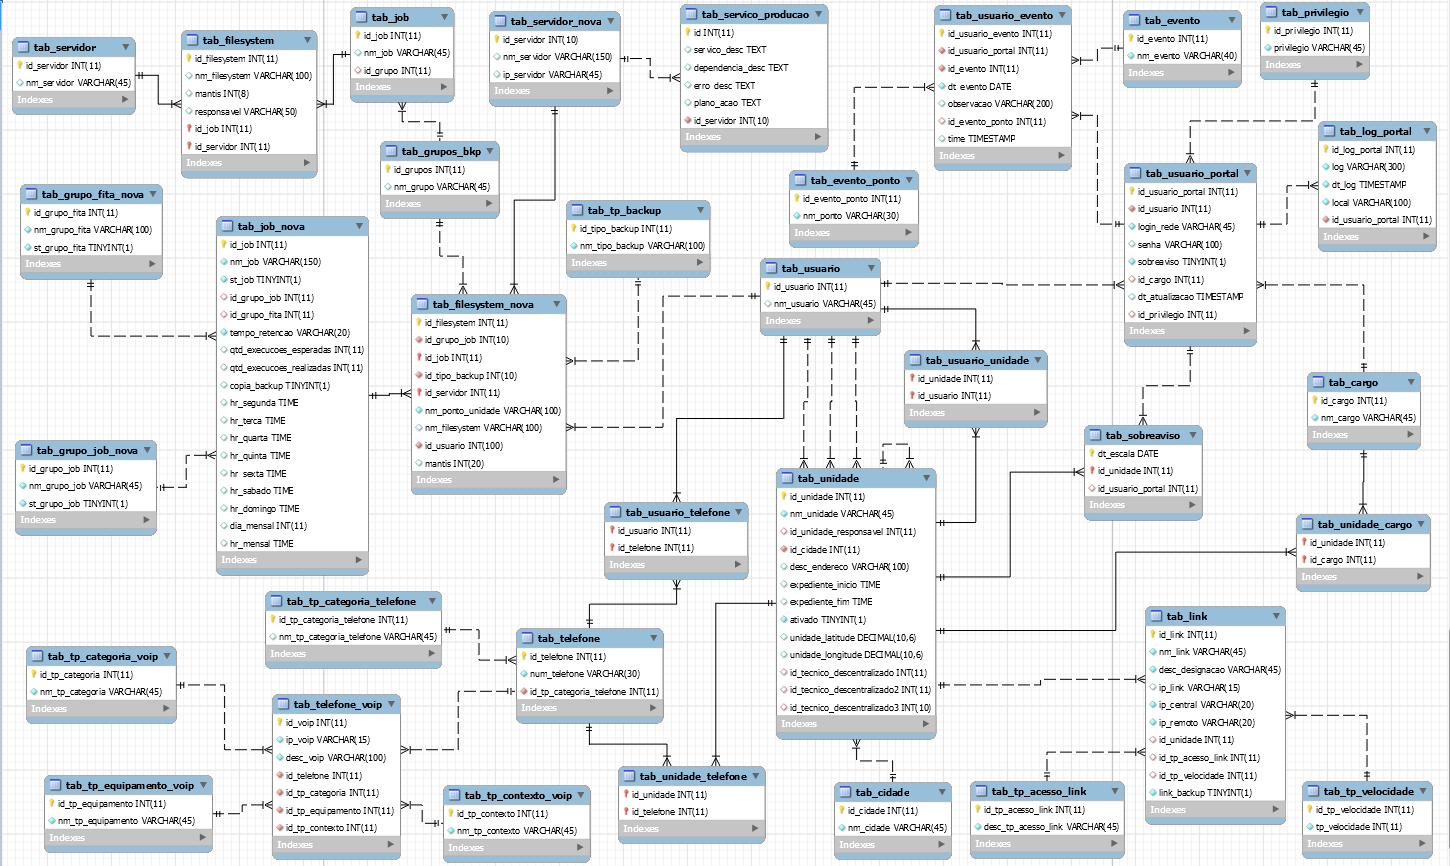 tab_servidor
id_servidor INT(11)
nm_servidor VARCHAR(45)
Indexes
tab_filesystem
id_filesystem INT(11)
nm_filesystem VARCHAR(100)
mantis INT(8)
responsavel VARCHAR(50)
id_job INT(11)
id_servidor INT(11)
Indexes
tab_job
id_job INT(11)
nm_job VARCHAR(45)
id_grupo INT(11)
Indexes
tab_servidor_nova
id_servidor INT(10)
nm_servidor VARCHAR(150)
ip_servidor VARCHAR(45)
Indexes
tab_servico_producao
id INT(11)
servico_desc TEXT
dependencia_desc TEXT
erro_desc TEXT
plano_acao TEXT
id_servidor INT(10)
Indexes
tab_usuario_evento
id_usuario_evento INT(11)
id_usuario_portal INT(11)
id_evento INT(11)
dt_evento DATE
observacao VARCHAR(200)
id_evento_ponto INT(11)
time TIMESTAMP
Indexes
tab_evento
id_evento INT(11)
nm_evento VARCHAR(40)
Indexes
tab_privilegio
id_privilegio INT(11)
privilegio VARCHAR(45)
Indexes
tab_grupos_bkp
id_grupos INT(11)
nm_grupo VARCHAR(45)
Indexes
tab_evento_ponto
id_evento_ponto INT(11)
nm_ponto VARCHAR(30)
Indexes
tab_usuario_portal
id_usuario_portal INT(11)
id_usuario INT(11)
login_rede VARCHAR(45)
senha VARCHAR(100)
sobreaviso TINYINT(1)
id_cargo INT(11)
dt_atualizacao TIMESTAMP
id_privilegio INT(11)
Indexes
tab_log_portal
id_log_portal INT(11)
log VARCHAR(300)
dt_log TIMESTAMP
local VARCHAR(100)
id_usuario_portal INT(11)
Indexes
tab_grupo_fita_nova
id_grupo_fita INT(11)
nm_grupo_fita VARCHAR(100)
st_grupo_fita TINYINT(1)
Indexes
tab_job_nova
id_job INT(11)
nm_job VARCHAR(150)
st_job TINYINT(1)
id_grupo_job INT(11)
id_grupo_fita INT(11)
tempo_retencao VARCHAR(20)
qtd_execucoes_esperadas INT(11)
qtd_execucoes_realizadas INT(11)
copia_backup TINYINT(1)
hr_segunda TIME
hr_terca TIME
hr_quarta TIME
hr_quinta TIME
hr_sexta TIME
hr_sabado TIME
hr_domingo TIME
dia_mensal INT(11)
hr_mensal TIME
Indexes
tab_tp_backup
id_tipo_backup INT(11)
nm_tipo_backup VARCHAR(100)
Indexes
tab_filesystem_nova
id_filesystem INT(11)
id_grupo_job INT(10)
id_job INT(11)
id_tipo_backup INT(10)
id_servidor INT(11)
nm_ponto_unidade VARCHAR(100)
nm_filesystem VARCHAR(100)
id_usuario INT(100)
mantis INT(20)
Indexes
tab_usuario
id_usuario INT(11)
nm_usuario VARCHAR(45)
Indexes
tab_usuario_unidade
id_unidade INT(11)
id_usuario INT(11)
Indexes
tab_cargo
id_cargo INT(11)
nm_cargo VARCHAR(45)
Indexes
tab_grupo_job_nova
id_grupo_job INT(11)
nm_grupo_job VARCHAR(45)
st_grupo_job TINYINT(1)
Indexes
tab_sobreaviso
dt_escala DATE
id_unidade INT(11)
id_usuario_portal INT(11)
Indexes
tab_unidade
id_unidade INT(11)
nm_unidade VARCHAR(45)
id_unidade_responsavel INT(11)
id_cidade INT(11)
desc_endereco VARCHAR(100)
expediente_inicio TIME
expediente_fim TIME
ativado TINYINT(1)
unidade_latitude DECIMAL(10,6)
unidade_longitude DECIMAL(10,6)
id_tecnico_descentralizado INT(11)
id_tecnico_descentralizado2 INT(11)
id_tecnico_descentralizado3 INT(10)
Indexes
tab_usuario_telefone
id_usuario INT(11)
id_telefone INT(11)
Indexes
tab_unidade_cargo
id_unidade INT(11)
id_cargo INT(11)
Indexes
tab_tp_categoria_telefone
id_tp_categoria_telefone INT(11)
nm_tp_categoria_telefone VARCHAR(45)
Indexes
tab_telefone
id_telefone INT(11)
num_telefone VARCHAR(30)
id_tp_categoria_telefone INT(11)
Indexes
tab_link
id_link INT(11)
nm_link VARCHAR(45)
desc_designacao VARCHAR(45)
ip_link VARCHAR(15)
ip_central VARCHAR(20)
ip_remoto VARCHAR(20)
id_unidade INT(11)
id_tp_acesso_link INT(11)
id_tp_velocidade INT(11)
link_backup TINYINT(1)
Indexes
tab_tp_categoria_voip
id_tp_categoria INT(11)
nm_tp_categoria VARCHAR(45)
Indexes
tab_telefone_voip
id_voip INT(11)
ip_voip VARCHAR(15)
desc_voip VARCHAR(100)
id_telefone INT(11)
id_tp_categoria INT(11)
id_tp_equipamento INT(11)
id_tp_contexto INT(11)
Indexes
tab_tp_equipamento_voip
id_tp_equipamento INT(11)
nm_tp_equipamento VARCHAR(45)
Indexes
tab_tp_contexto_voip
id_tp_contexto INT(11)
nm_tp_contexto VARCHAR(45)
Indexes
tab_unidade_telefone
id_unidade INT(11)
id_telefone INT(11)
Indexes
tab_cidade
id_cidade INT(11)
nm_cidade VARCHAR(45)
Indexes
tab_tp_acesso_link
id_tp_acesso_link INT(11)
desc_tp_acesso_link VARCHAR(45)
Indexes
tab_tp_velocidade
id_tp_velocidade INT(11)
tp_velocidade INT(11)
Indexes